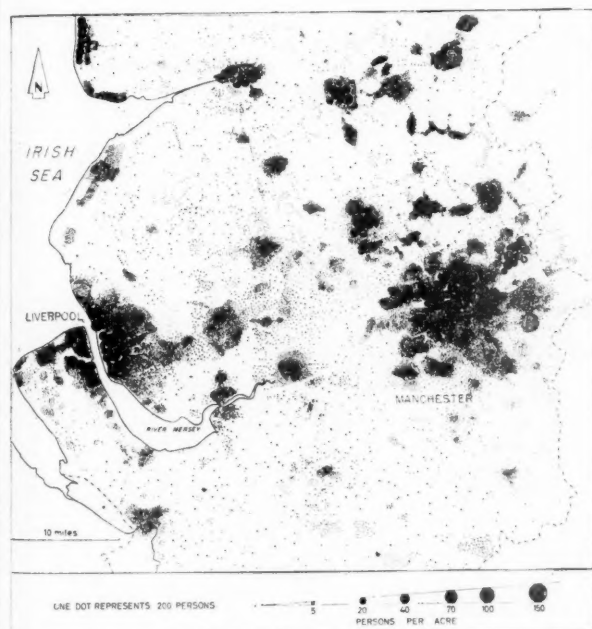 N
IRISH
SEA
LIVERPOOL
MANCHESTER
RIVER MERSEY
10 miles
ONE DOT REPRESENTS 200 PERSONS
5 20 40 70 100 150
PERSONS PER ACRE